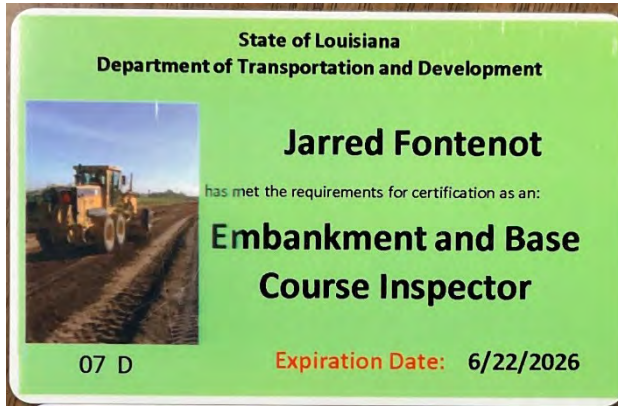 State of Louisiana
Department of Transportation and Development
Jarred Fontenot
has met the requirements for certification as an:
Embankment and Base
Course Inspector
07 D
Expiration Date: 6/22/2026